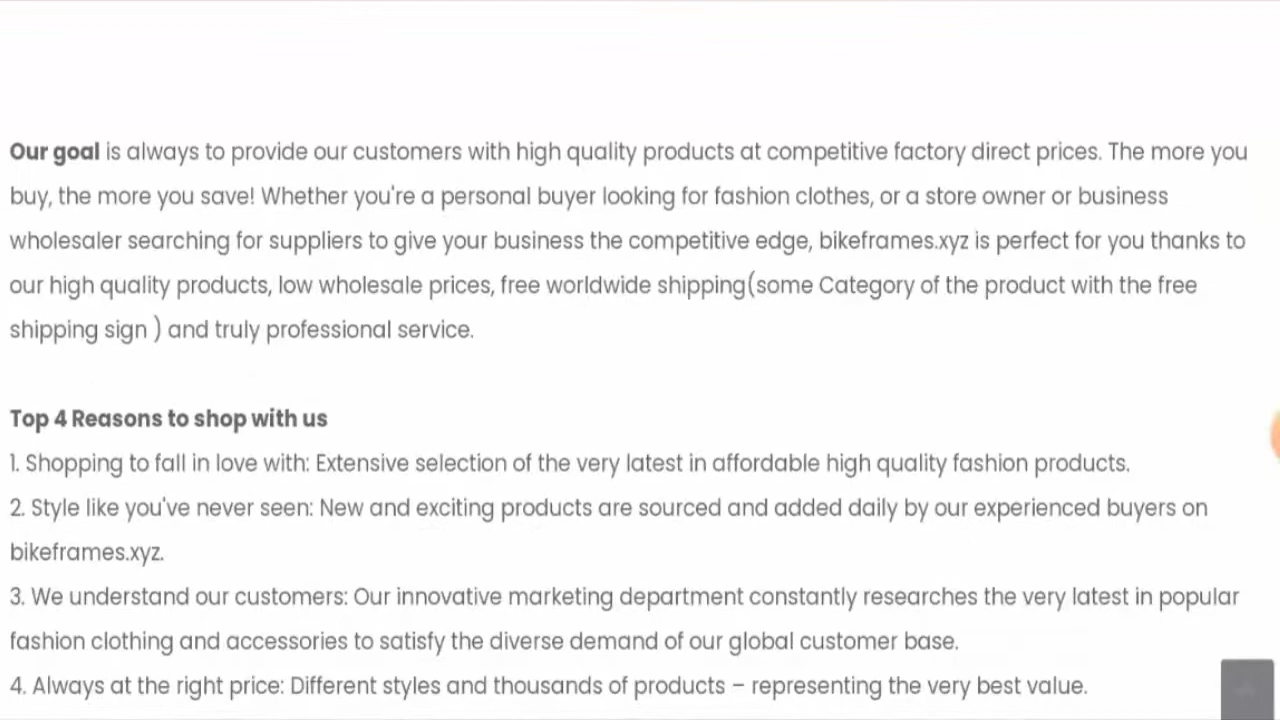 Our goal is always to provide our customers with high quality products at competitive factory direct prices. The more you
buy, the more you save! Whether you're a personal buyer looking for fashion clothes, or a store owner or business
wholesaler searching for suppliers to give your business the competitive edge, bikeframes.xyz is perfect for you thanks to
our high quality products, low wholesale prices, free worldwide shipping(some Category of the product with the free
shipping sign ) and truly professional service.
Top 4 Reasons to shop with us
1. Shopping to fall in love with: Extensive selection of the very latest in affordable high quality fashion products.
2. Style like you've never seen: New and exciting products are sourced and added daily by our experienced buyers on
bikeframes.xyz.
3. We understand our customers: Our innovative marketing department constantly researches the very latest in popular
fashion clothing and accessories to satisfy the diverse demand of our global customer base.
4. Always at the right price: Different styles and thousands of products – representing the very best value.